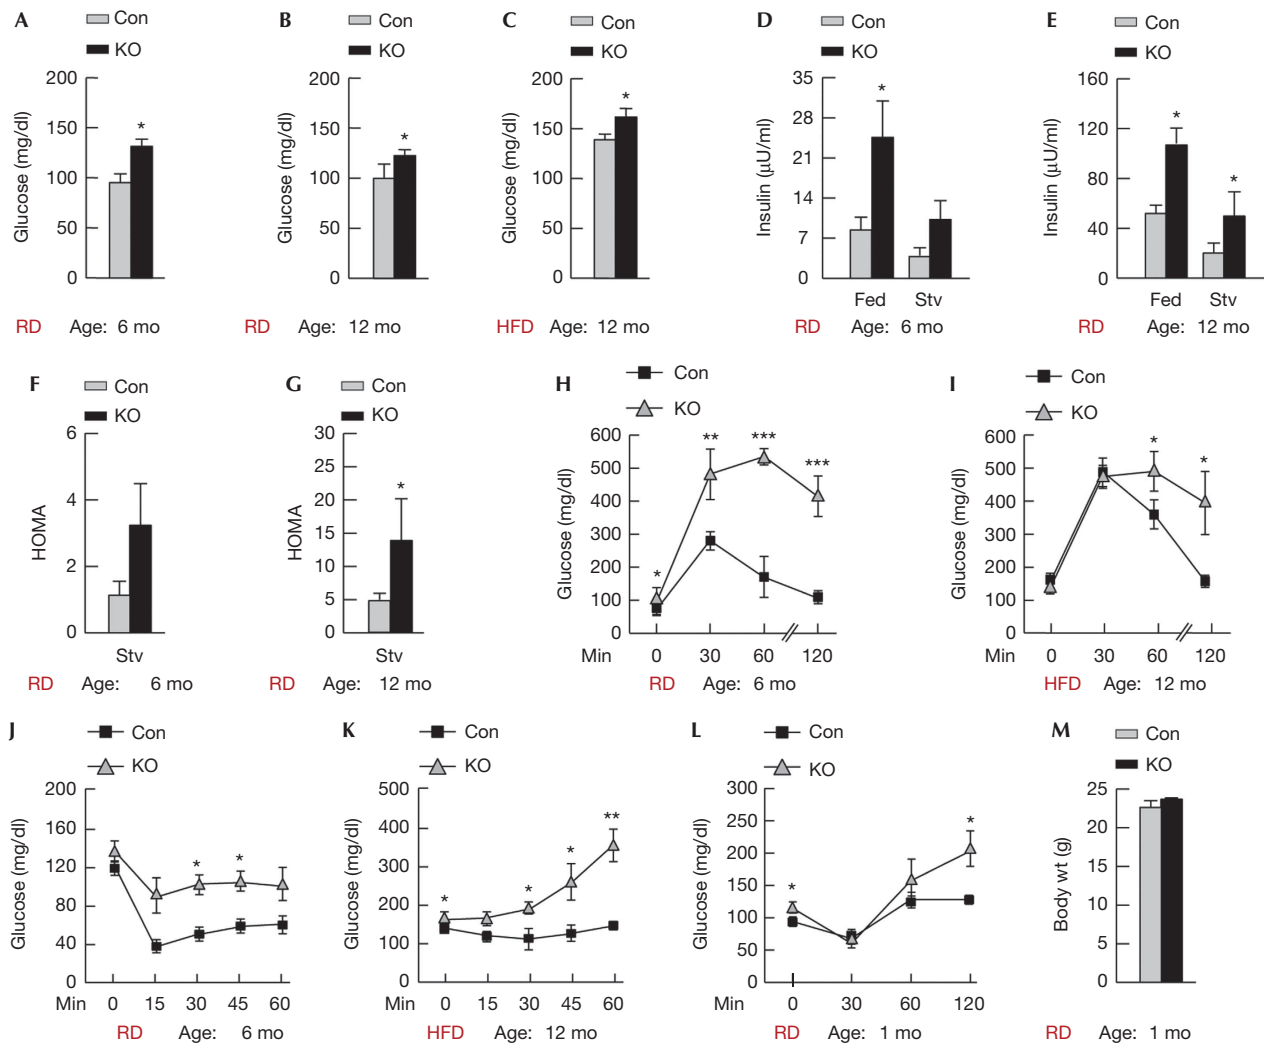 A
Con
KO
Glucose (mg/dl)
200
150
100
50
0
*
RD Age: 6 mo
B
Con
KO
Glucose (mg/dl)
200
150
100
50
0
*
RD Age: 12 mo
C
Con
KO
Glucose (mg/dl)
200
150
100
50
0
*
HFD Age: 12 mo
D
Con
KO
Insulin (µU/ml)
35
28
21
14
7
0
*
Fed Stv
RD Age: 6 mo
E
Con
KO
Insulin (µU/ml)
160
120
80
40
0
*
*
Fed Stv
RD Age: 12 mo
F
Con
KO
HOMA
6
4
2
0
Stv
RD Age: 6 mo
G
Con
KO
HOMA
30
25
20
15
10
5
0
*
Stv
RD Age: 12 mo
H
Con
KO
Glucose (mg/dl)
600
500
400
300
200
100
0
* ** *** ***
Min 0 30 60 120
RD Age: 6 mo
I
Con
KO
Glucose (mg/dl)
600
500
400
300
200
100
0
* *
Min 0 30 60 120
HFD Age: 12 mo
J
Con
KO
Glucose (mg/dl)
200
160
120
80
40
0
* *
Min 0 15 30 45 60
RD Age: 6 mo
K
Con
KO
Glucose (mg/dl)
500
400
300
200
100
0
* * * **
Min 0 15 30 45 60
HFD Age: 12 mo
L
Con
KO
Glucose (mg/dl)
300
250
200
150
100
50
0
* *
Min 0 30 60 120
RD Age: 1 mo
M
Con
KO
Body wt (g)
25
20
15
10
5
0
RD Age: 1 mo